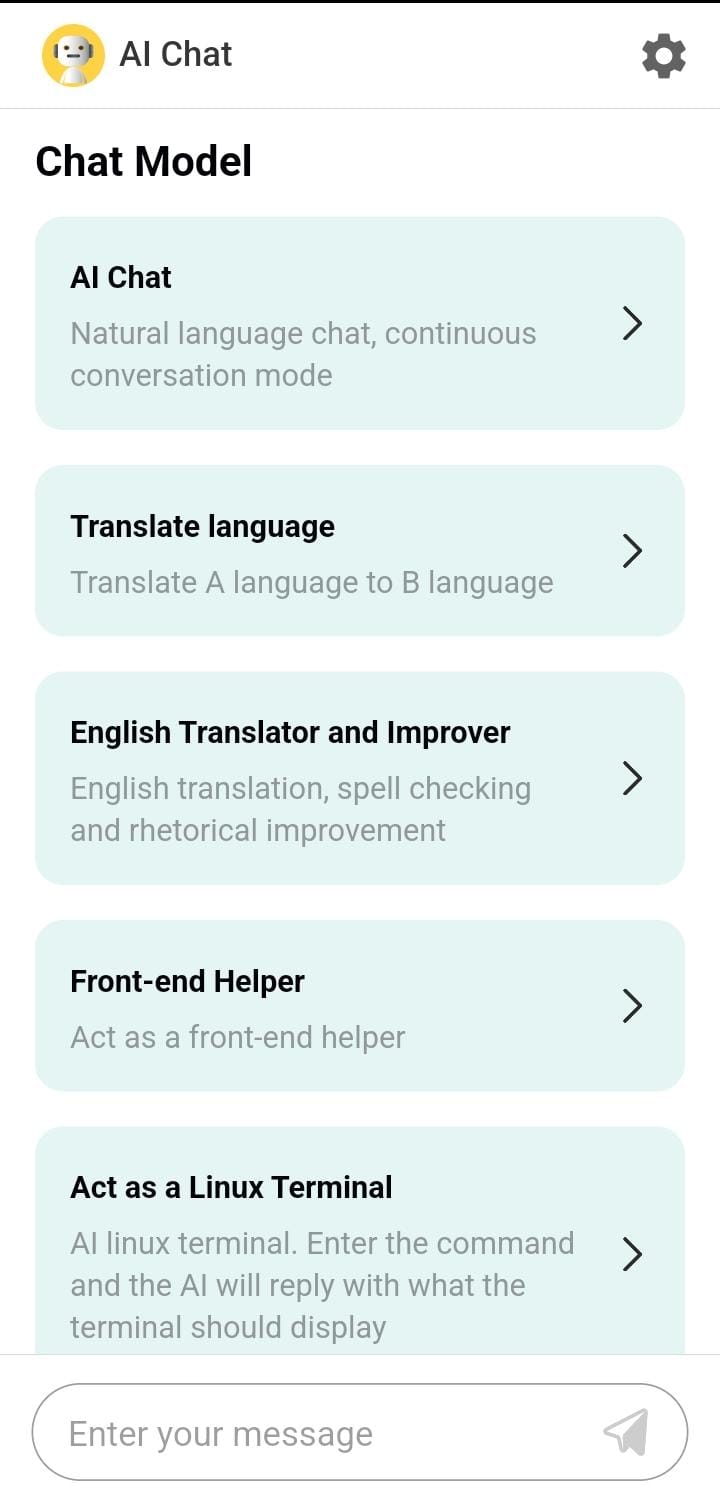 AI Chat
Chat Model
AI Chat
Natural language chat, continuous
conversation mode
Translate language
Translate A language to B language
English Translator and Improver
English translation, spell checking
and rhetorical improvement
Front-end Helper
Act as a front-end helper
Act as a Linux Terminal
AI linux terminal. Enter the command
and the AI will reply with what the
terminal should display
Enter your message